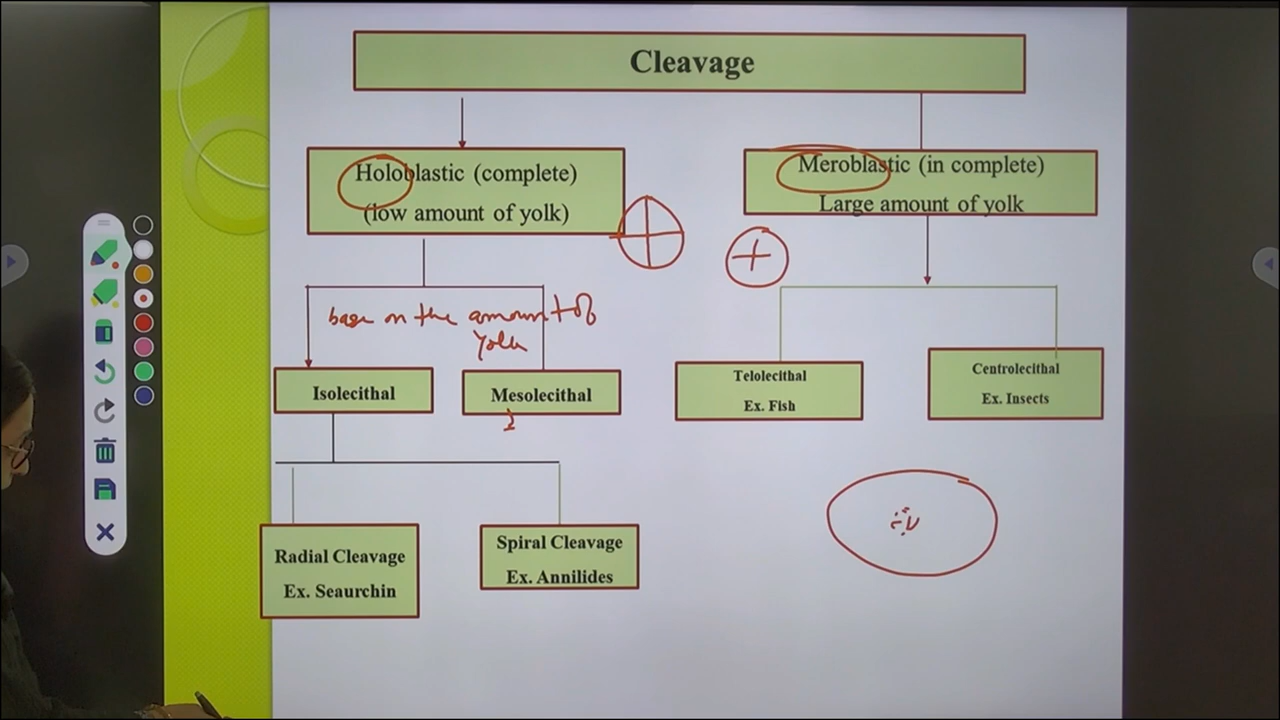 Cleavage
Holoblastic (complete)
(low amount of yolk)
Meroblastic (in complete)
Large amount of yolk
base on the amount of
Yolk
Isolecithal
Mesolecithal
Telolecithal
Ex. Fish
Centrolecithal
Ex. Insects
Radial Cleavage
Ex. Seaurchin
Spiral Cleavage
Ex. Annilides